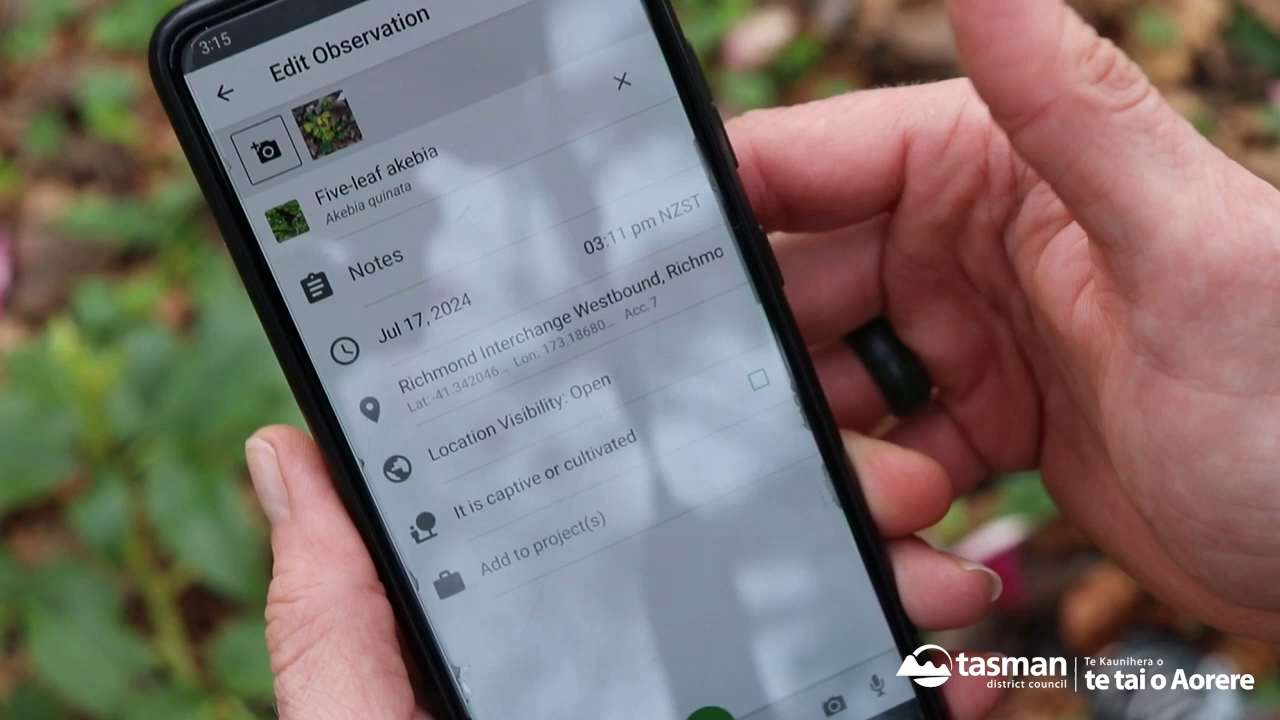 3:15
Edit Observation
Five-leaf akebia
Akebia quinata
Notes
Jul 17, 2024 03:11 pm NZST
Richmond Interchange Westbound, Richmo
Lat:-41.342046... Lon: 173.18680... Acc.7
Location Visibility: Open
It is captive or cultivated
Add to project(s)
tasman
district council
Te Kaunihera o
te tai o Aorere